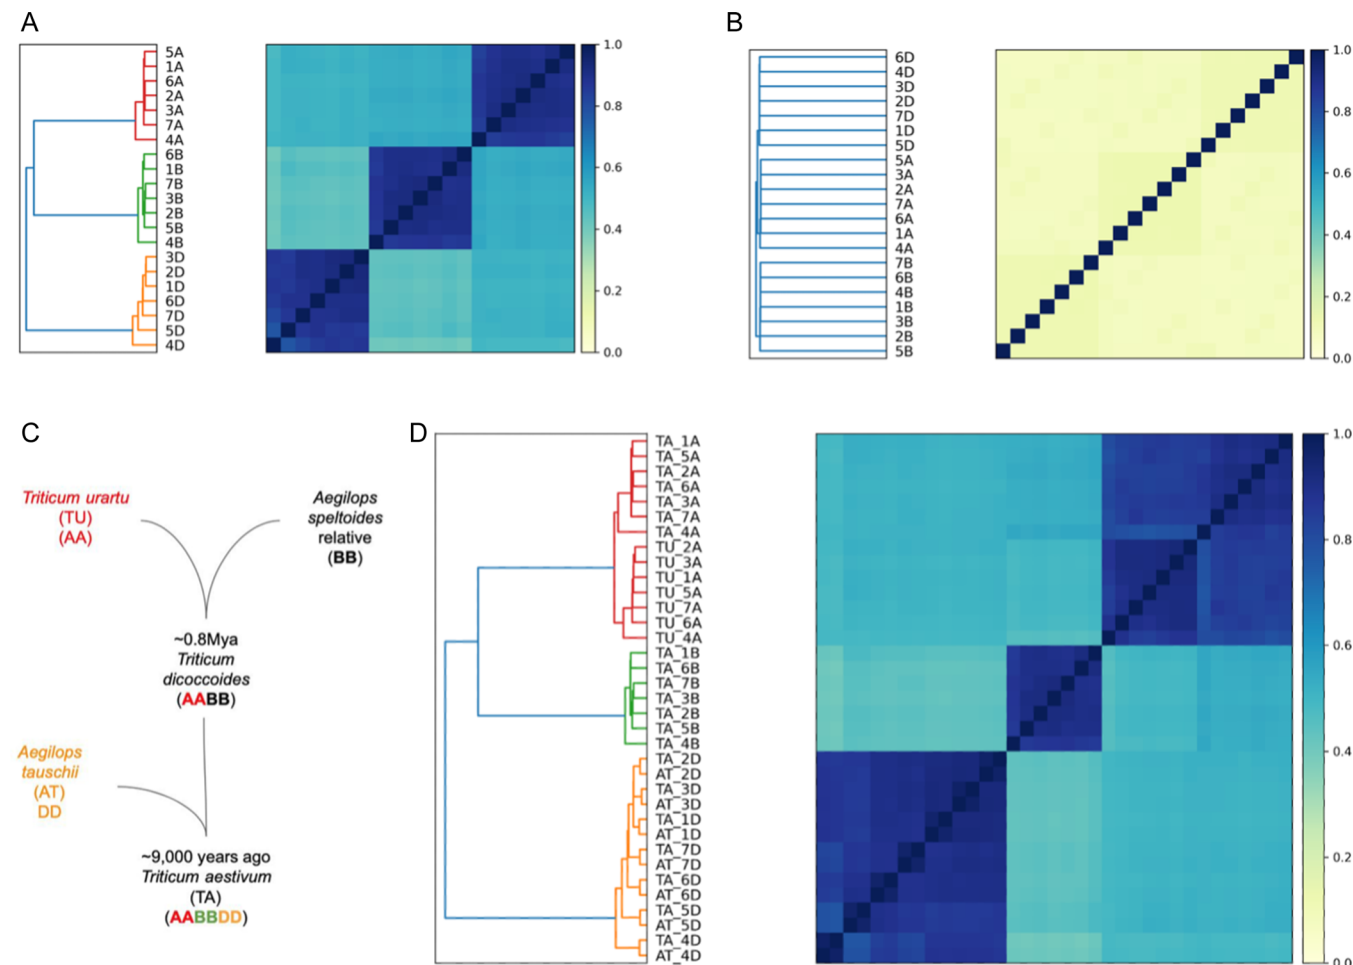 A
5A
1A
6A
2A
3A
7A
4A
6B
1B
7B
3B
2B
5B
4B
3D
2D
1D
6D
7D
5D
4D
1.0
0.8
0.6
0.4
0.2
0.0
B
6D
4D
3D
2D
7D
1D
5D
5A
3A
2A
7A
6A
1A
4A
7B
6B
4B
1B
3B
2B
5B
1.0
0.8
0.6
0.4
0.2
0.0
C
Triticum urartu
(TU)
(AA)
Aegilops
speltoides
relative
(BB)
~0.8Mya
Triticum
dicoccoides
(AABB)
Aegilops
tauschii
(AT)
DD
~9,000 years ago
Triticum aestivum
(TA)
(AABBDD)
D
TA_1A
TA_5A
TA_2A
TA_6A
TA_3A
TA_7A
TA_4A
TU_2A
TU_3A
TU_1A
TU_5A
TU_7A
TU_6A
TU_4A
TA_1B
TA_6B
TA_7B
TA_3B
TA_2B
TA_5B
TA_4B
TA_2D
AT_2D
TA_3D
AT_3D
TA_1D
AT_1D
TA_7D
AT_7D
TA_6D
AT_6D
TA_5D
AT_5D
TA_4D
AT_4D
1.0
0.8
0.6
0.4
0.2
0.0